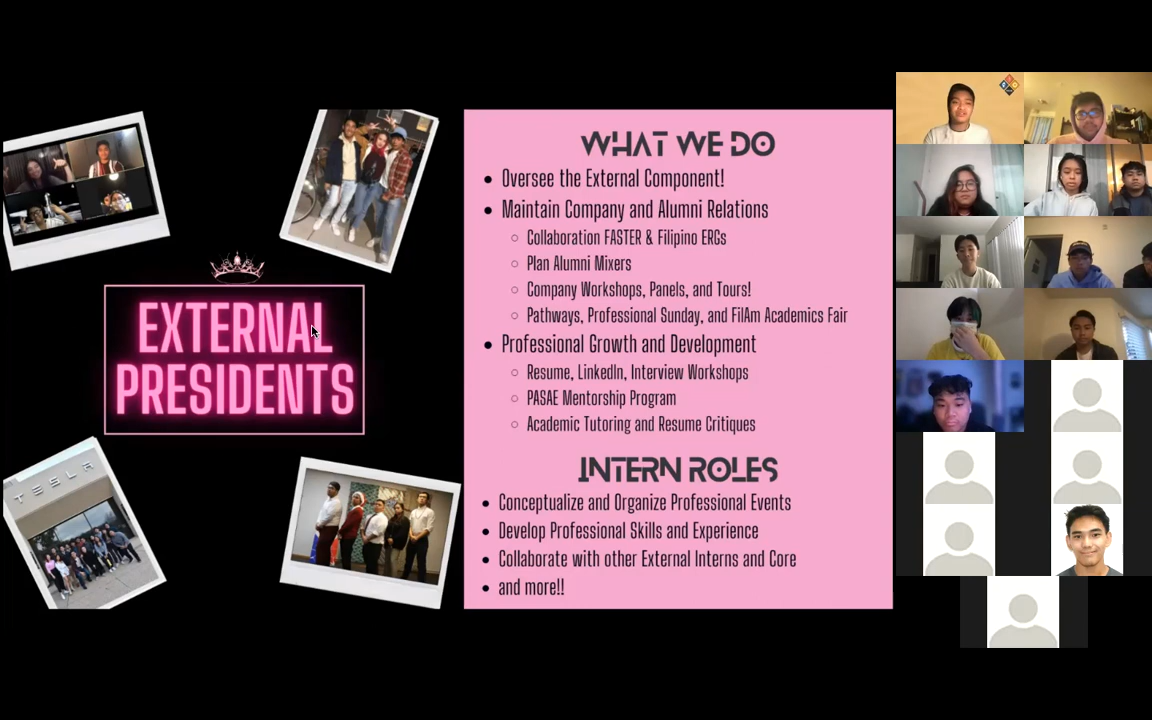 EXTERNAL
PRESIDENTS
TESLA
WHAT WE DO
Oversee the External Component!
Maintain Company and Alumni Relations
Collaboration FASTER & Filipino ERGs
Plan Alumni Mixers
Company Workshops, Panels, and Tours!
Pathways, Professional Sunday, and FilAm Academics Fair
Professional Growth and Development
Resume, LinkedIn, Interview Workshops
PASAE Mentorship Program
Academic Tutoring and Resume Critiques
INTERN ROLES
Conceptualize and Organize Professional Events
Develop Professional Skills and Experience
Collaborate with other External Interns and Core
and more!!